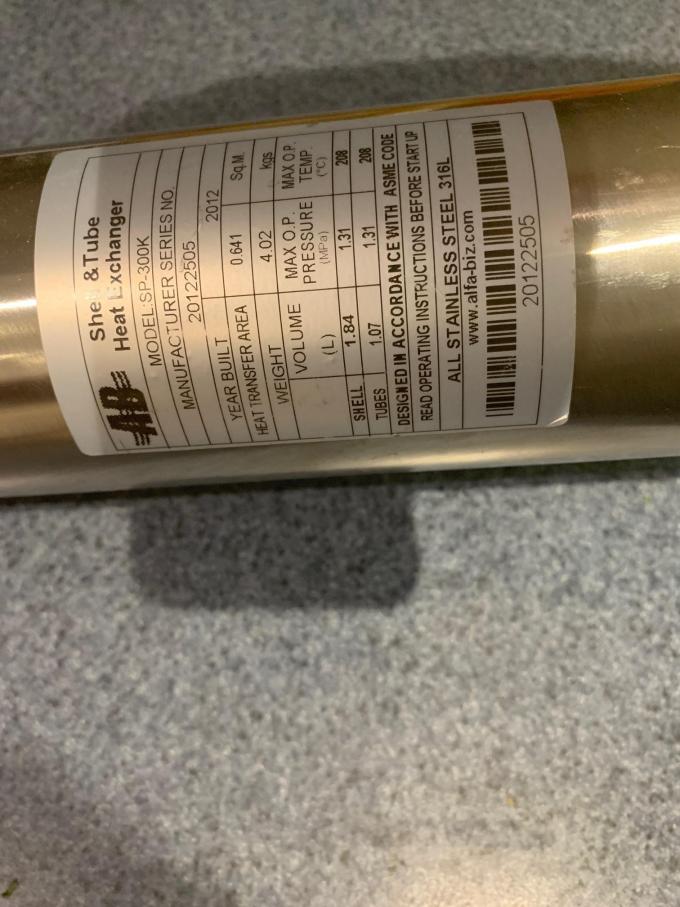 AB
Shell &Tube
Heat Exchanger
MODEL:SP-300K
MANUFACTURER SERIES NO.
20122505
YEAR BUILT 2012
HEAT TRANSFER AREA 0.641 Sq.M.
WEIGHT 4.02 Kgs
VOLUME (L) MAX O.P. PRESSURE (MPa) MAX O.P. TEMP. (°C)
SHELL 1.84 1.31 208
TUBES 1.07 1.31 208
DESIGNED IN ACCORDANCE WITH ASME CODE
READ OPERATING INSTRUCTIONS BEFORE START UP
ALL STAINLESS STEEL 316L
www.alfa-biz.com
20122505